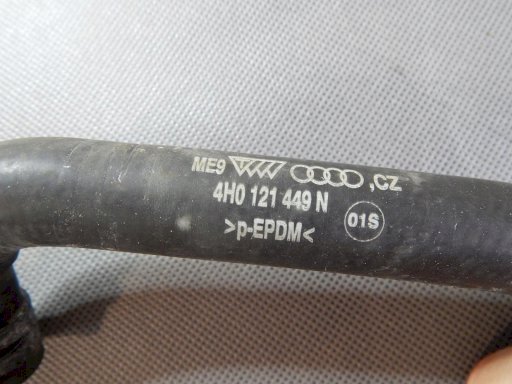 ME9 ,CZ
4H0 121 449 N
>p-EPDM< 01S